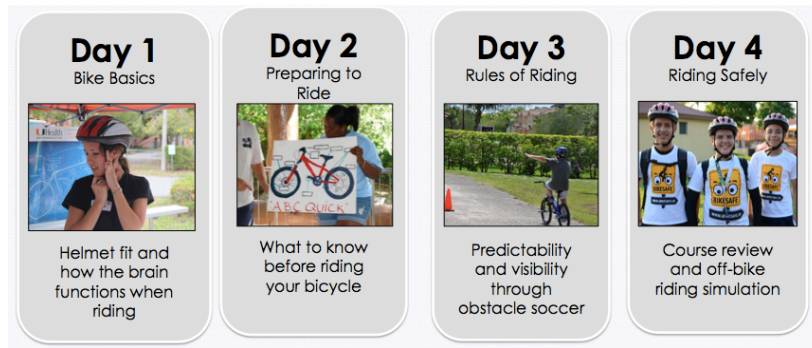 Day 1
Bike Basics
UHealth
Helmet fit and
how the brain
functions when
riding
Day 2
Preparing to
Ride
"ABC QUICK"
What to know
before riding
your bicycle
Day 3
Rules of Riding
Predictability
and visibility
through
obstacle soccer
Day 4
Riding Safely
BIKESAFE
BIKESAFE
BIKESAFE
Course review
and off-bike
riding simulation